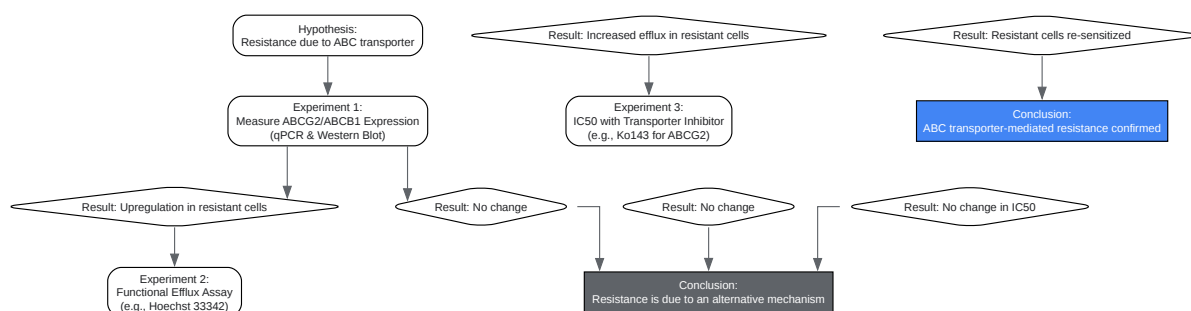 Hypothesis:
Resistance due to ABC transporter
Result: Increased efflux in resistant cells
Result: Resistant cells re-sensitized
Experiment 1:
Measure ABCG2/ABCB1 Expression
(qPCR & Western Blot)
Experiment 3:
IC50 with Transporter Inhibitor
(e.g., Ko143 for ABCG2)
Conclusion:
ABC transporter-mediated resistance confirmed
Result: Upregulation in resistant cells
Result: No change
Result: No change
Result: No change in IC50
Experiment 2:
Functional Efflux Assay
(e.g., Hoechst 33342)
Conclusion:
Resistance is due to an alternative mechanism